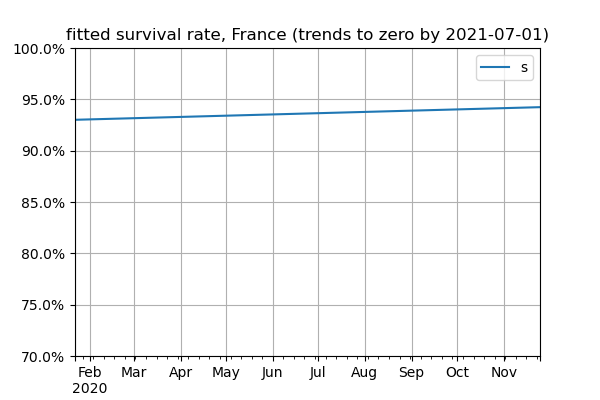 fitted survival rate, France (trends to zero by 2021-07-01)
100.0%
95.0%
90.0%
85.0%
80.0%
75.0%
70.0%
s
Feb Mar Apr May Jun Jul Aug Sep Oct Nov
2020